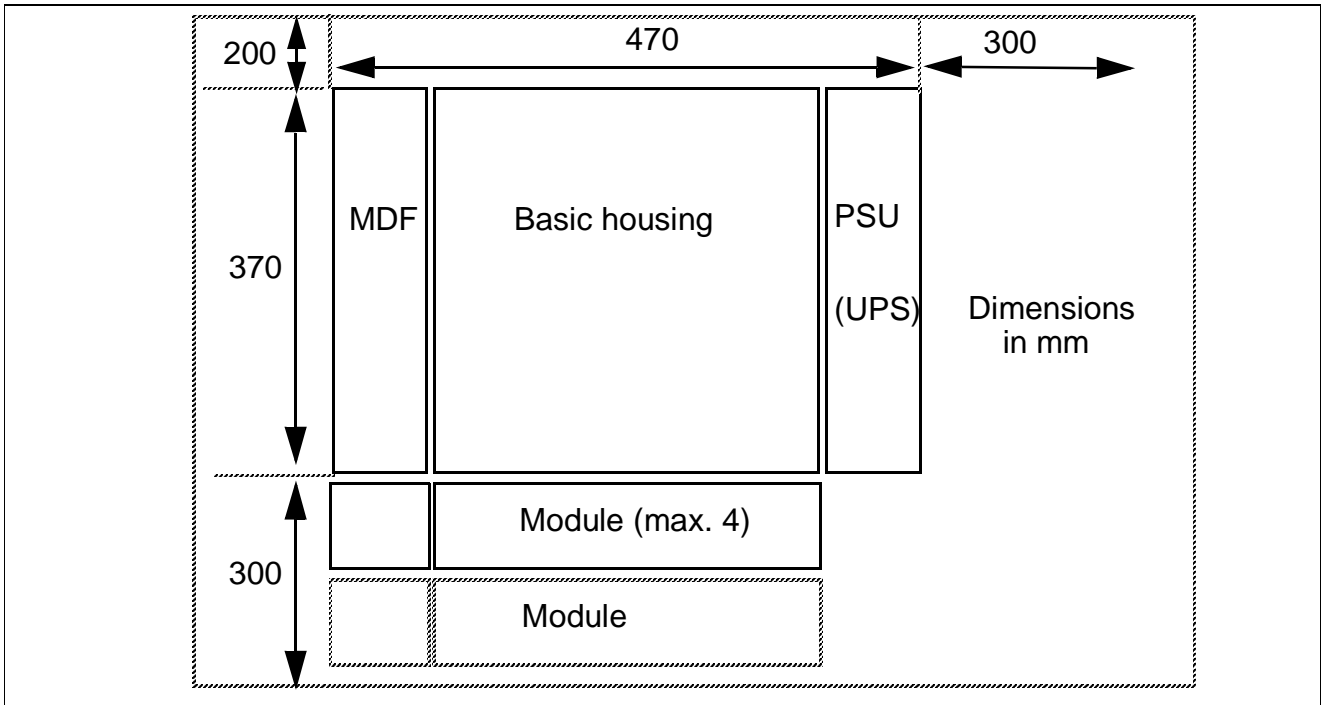 200
470
300
370
MDF
Basic housing
PSU
(UPS)
Dimensions
in mm
300
Module (max. 4)
Module